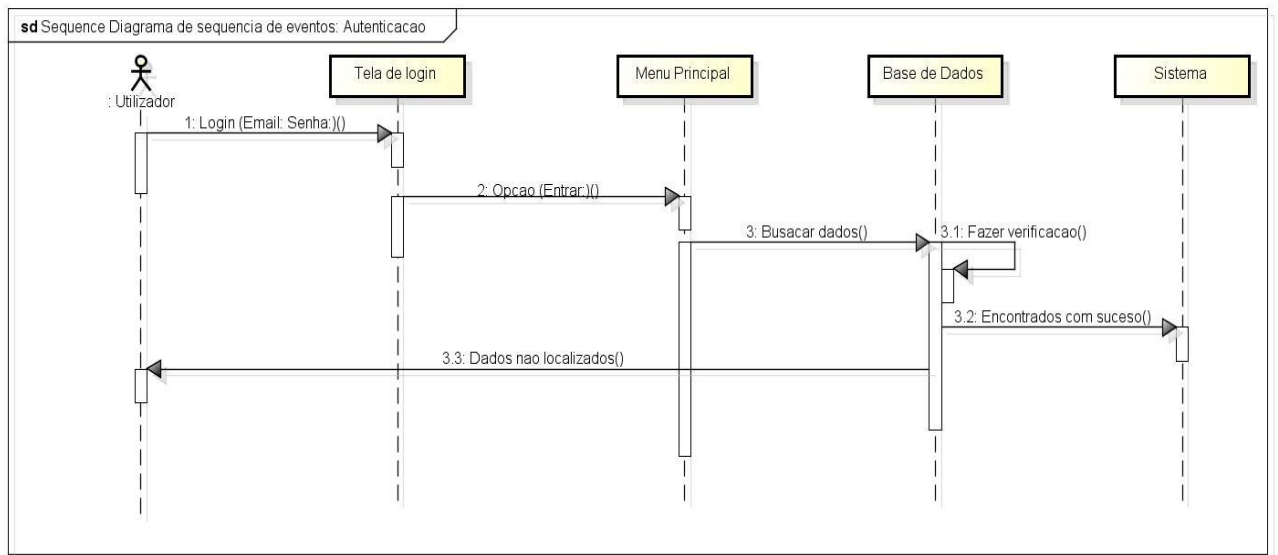 sd Sequence Diagrama de sequencia de eventos: Autenticacao
: Utilizador
Tela de login
Menu Principal
Base de Dados
Sistema
1: Login (Email: Senha:)()
2: Opcao (Entrar:)()
3: Busacar dados()
3.1: Fazer verificacao()
3.2: Encontrados com suceso()
3.3: Dados nao localizados()